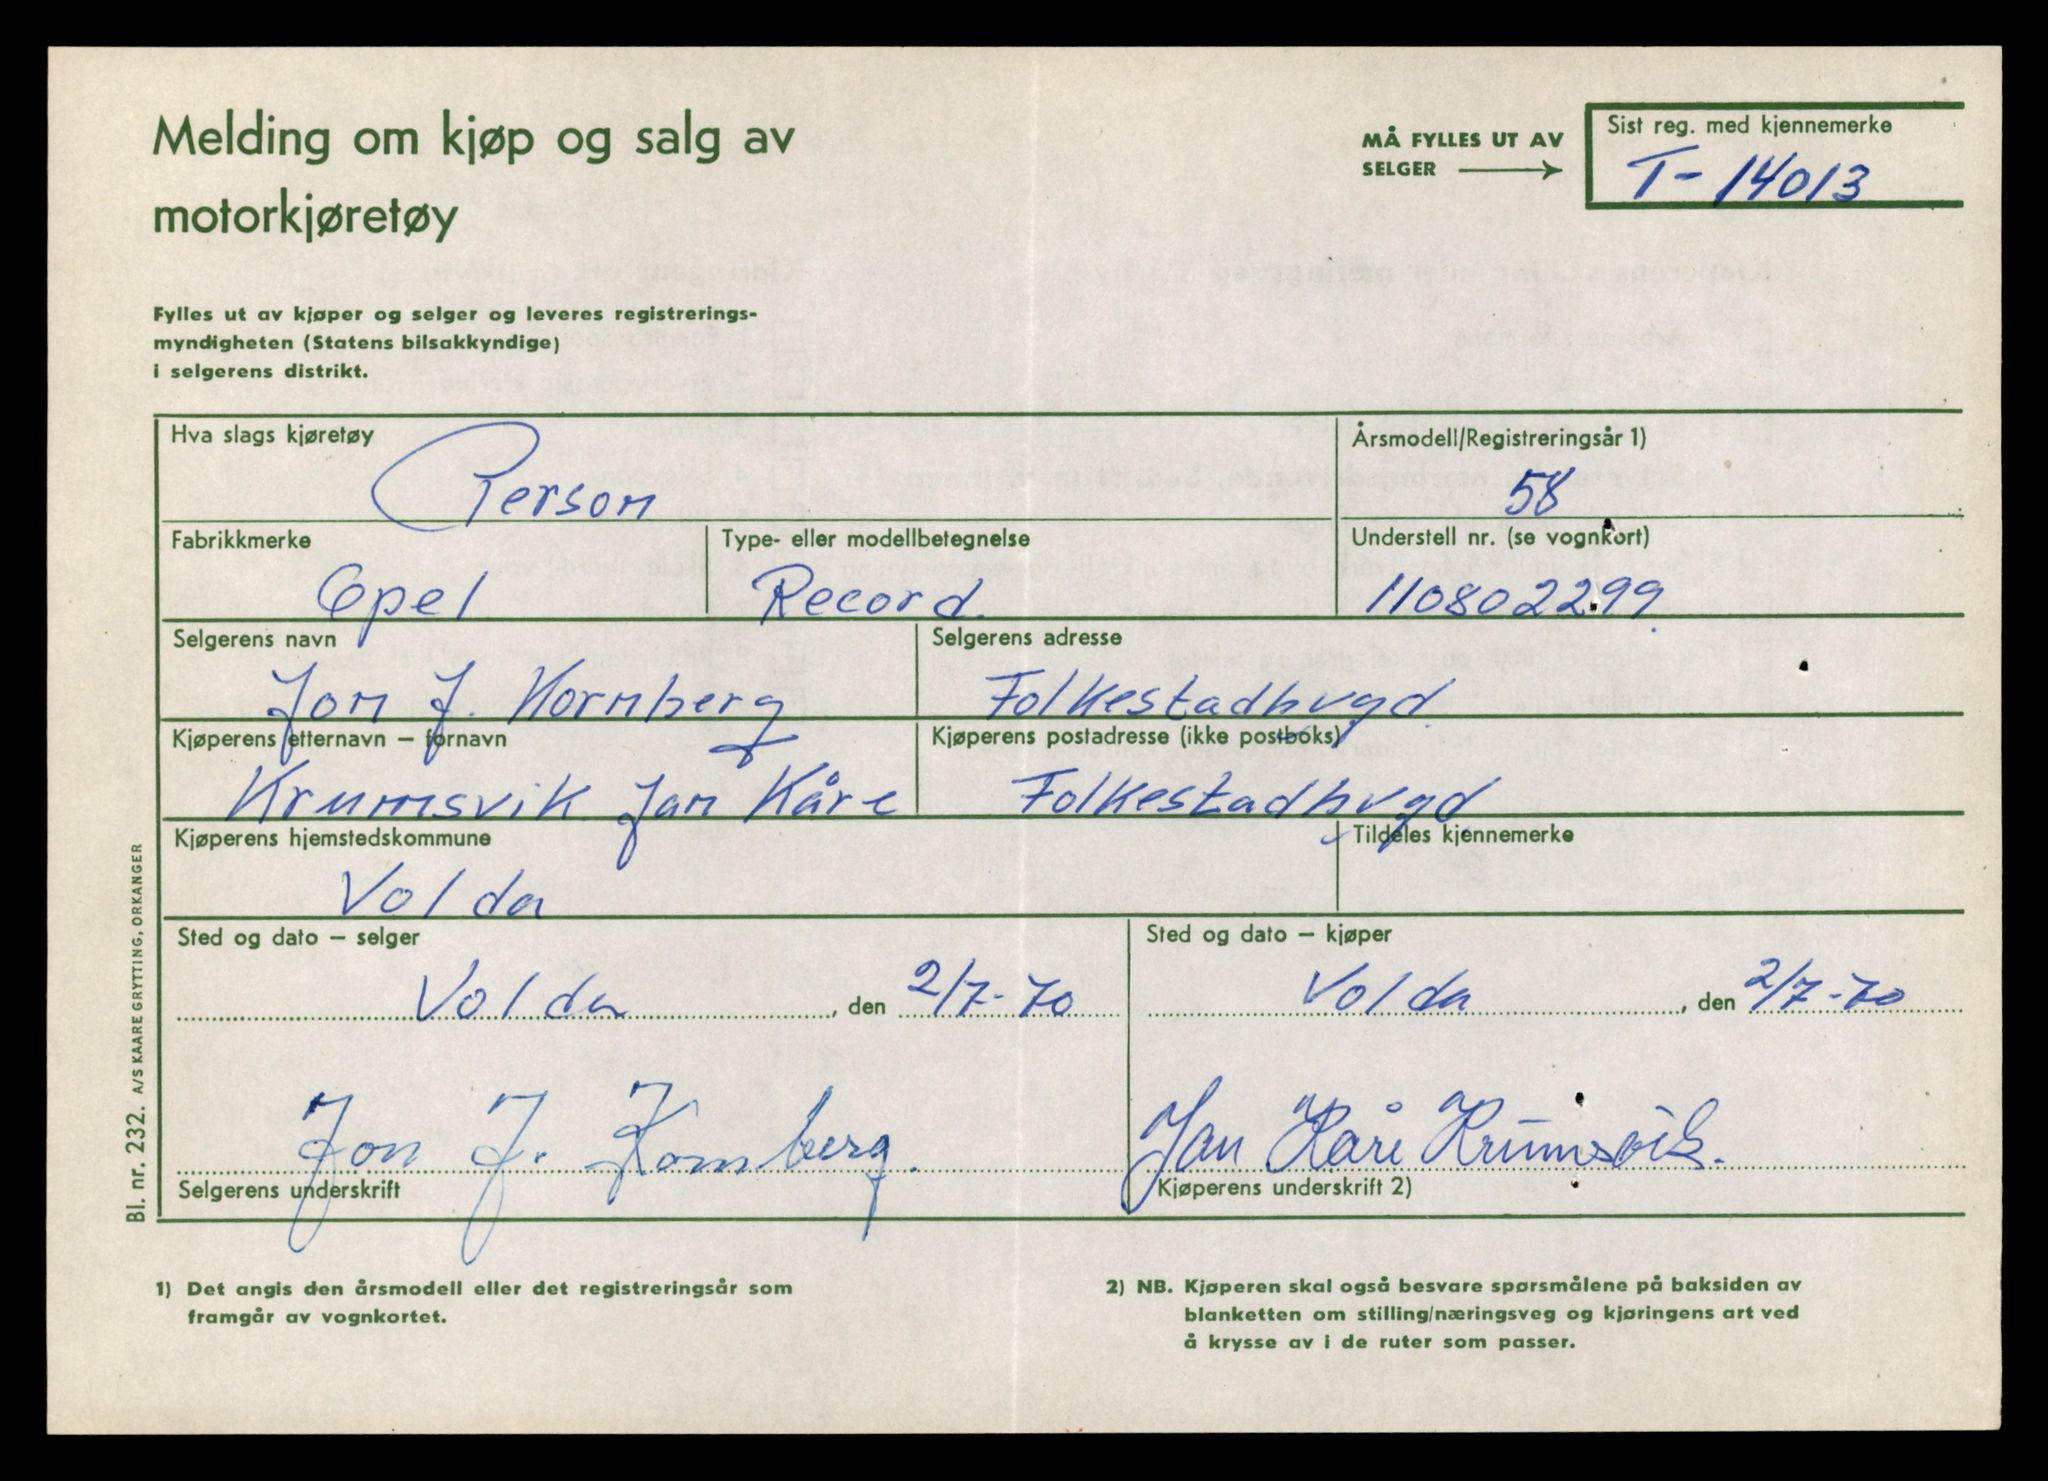 Melding om kjøp og salg av
motorkjøretøy
MÅ FYLLES UT AV
SELGER
Sist reg. med kjennemerke
T-14013
Fylles ut av kjøper og selger og leveres registrerings-
myndigheten (Statens bilsakkyndige)
i selgerens distrikt.
Hva slags kjøretøy
Person
Årsmodell/Registreringsår 1)
58
Fabrikkmerke
Opel
Type- eller modellbetegnelse
Record
Understell nr. (se vognkort)
110802299
Selgerens navn
Jon J. Kornberg
Selgerens adresse
Folkestadbygd
Kjøperens etternavn – fornavn
Krumsvik Jan Kåre
Kjøperens postadresse (ikke postboks)
Folkestadbygd
Kjøperens hjemstedskommune
Volda
Tildeles kjennemerke
Sted og dato – selger
Volda, den 2/7-70
Sted og dato – kjøper
Volda, den 2/7-70
Jon J. Kornberg.
Selgerens underskrift
Jan Kåre Krumsvik.
Kjøperens underskrift 2)
Bl. nr. 232. A/S KAARE GRYTTING, ORKANGER
1) Det angis den årsmodell eller det registreringsår som
framgår av vognkortet.
2) NB. Kjøperen skal også besvare spørsmålene på baksiden av
blanketten om stilling/næringsveg og kjøringens art ved
å krysse av i de ruter som passer.